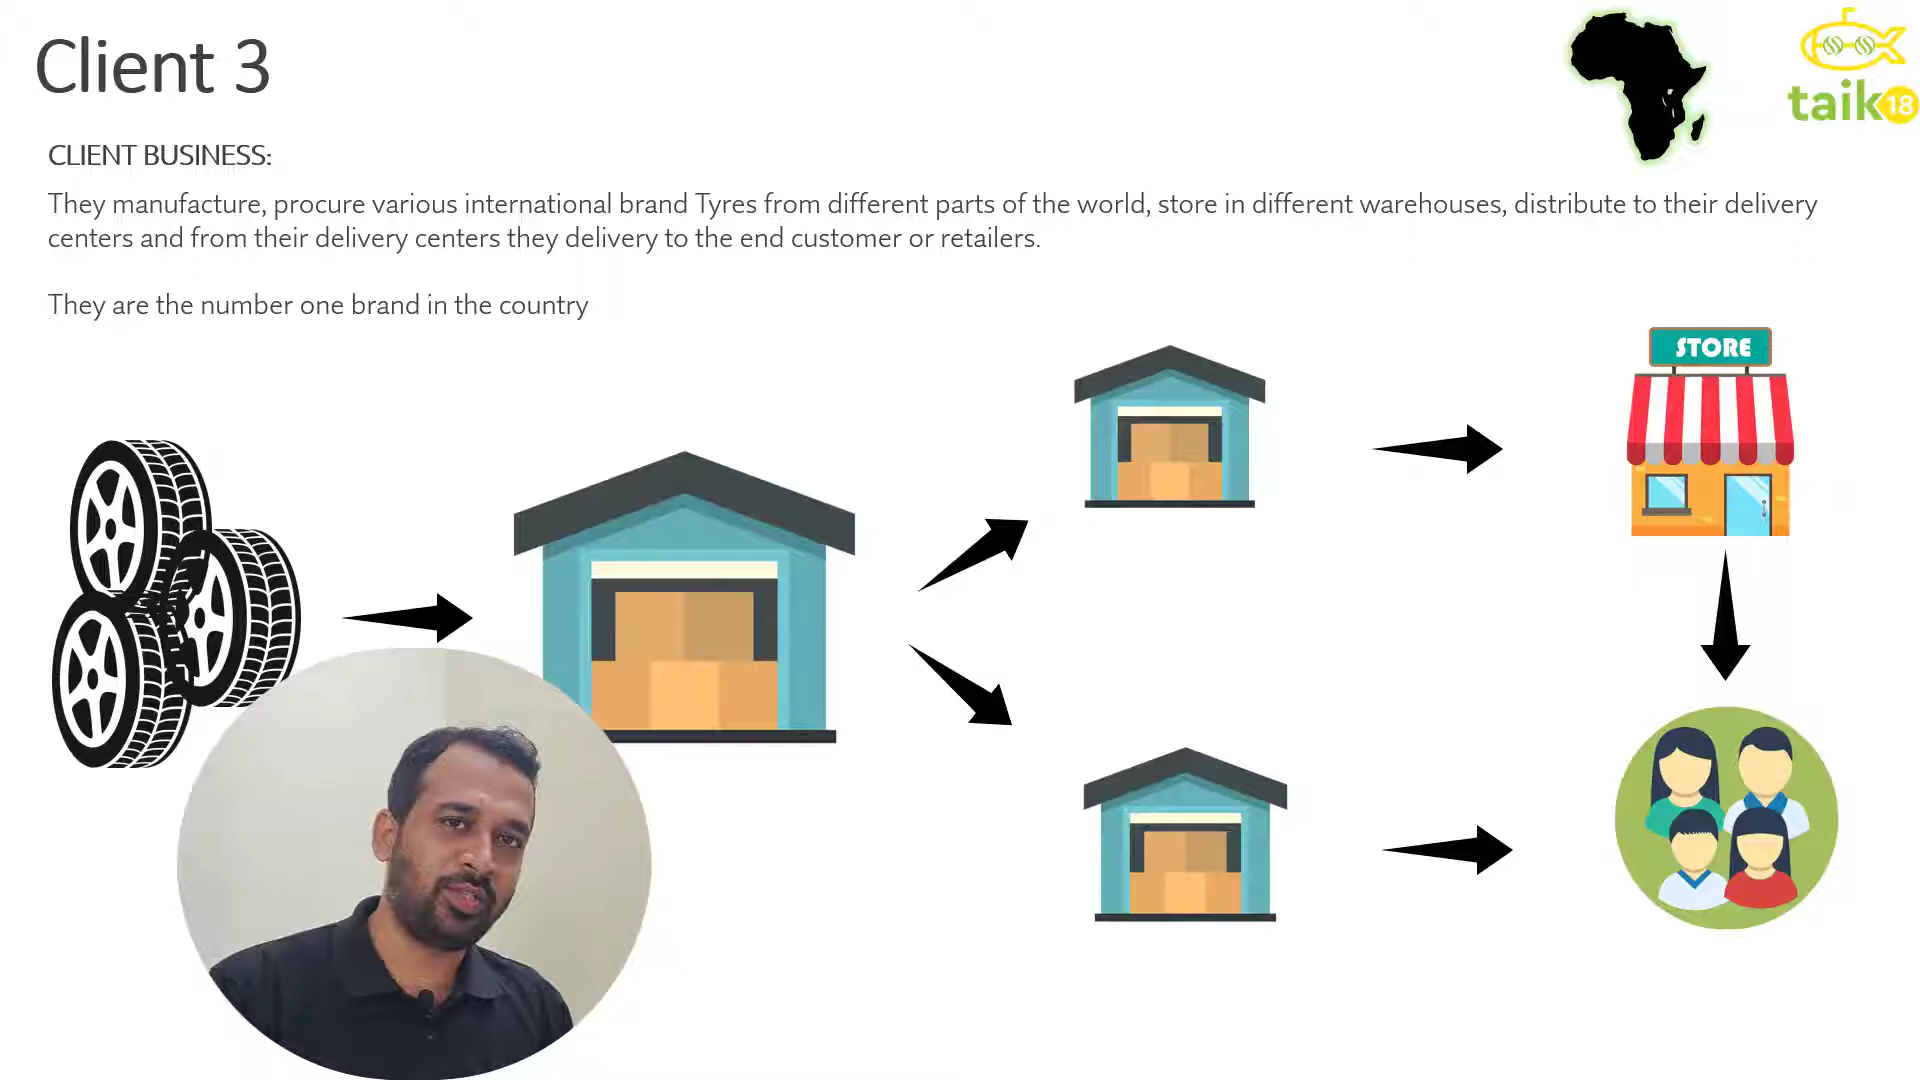 Client 3
taik18
CLIENT BUSINESS:
They manufacture, procure various international brand Tyres from different parts of the world, store in different warehouses, distribute to their delivery
centers and from their delivery centers they delivery to the end customer or retailers.
They are the number one brand in the country
STORE